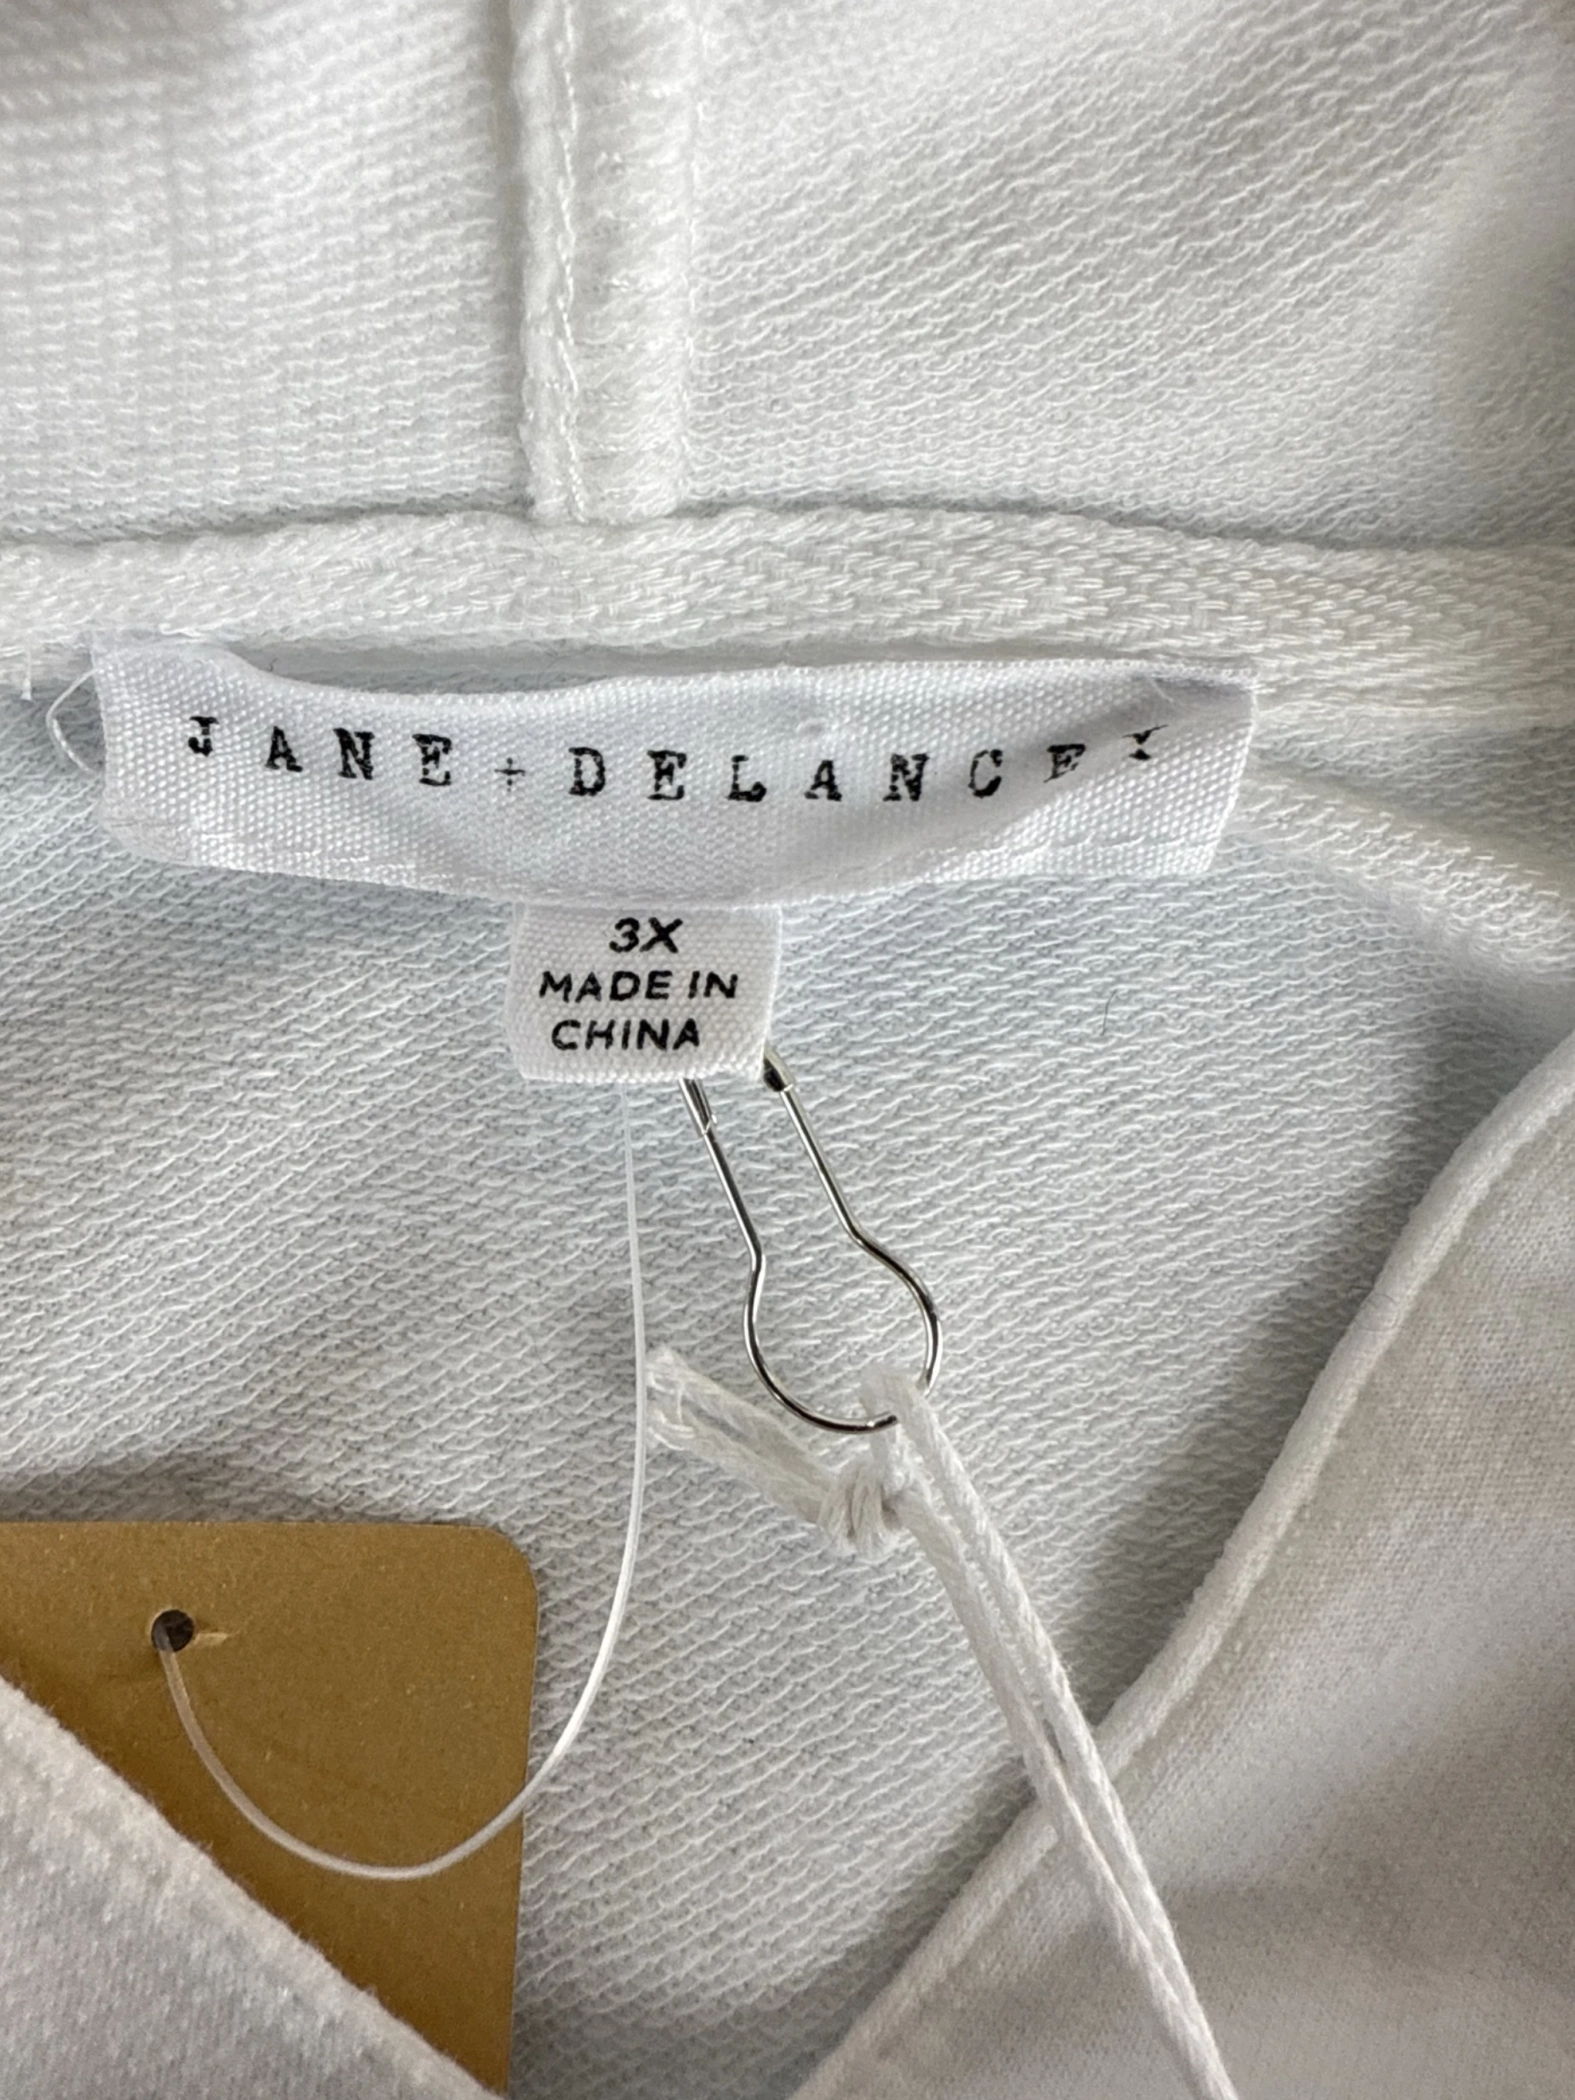 JANE + DELANCEY
3X
MADE IN
CHINA